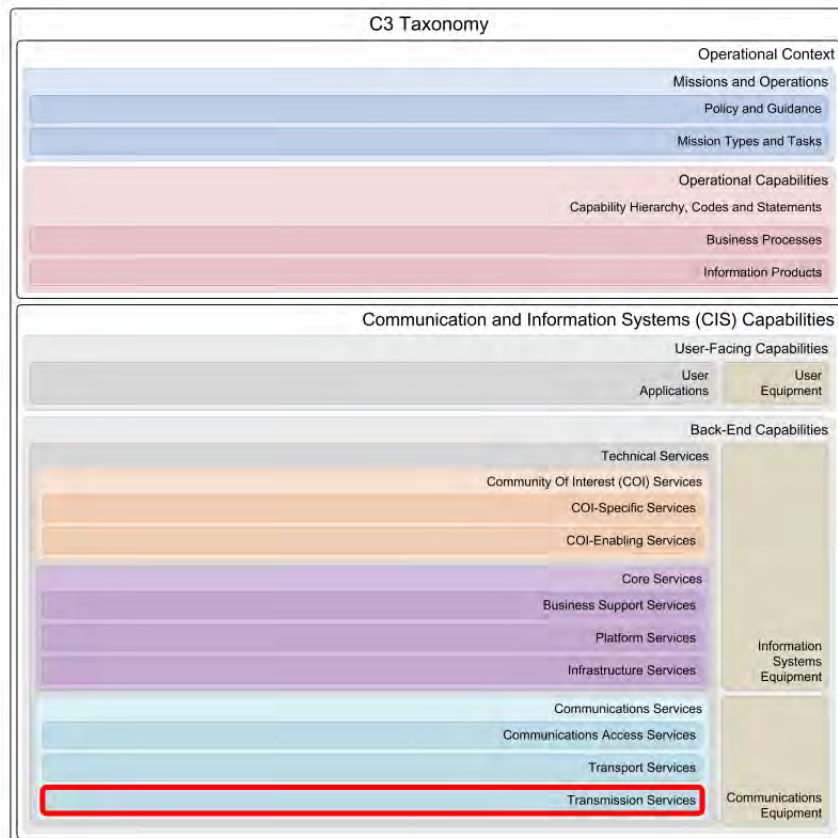 C3 Taxonomy
Operational Context
Missions and Operations
Policy and Guidance
Mission Types and Tasks
Operational Capabilities
Capability Hierarchy, Codes and Statements
Business Processes
Information Products
Communication and Information Systems (CIS) Capabilities
User-Facing Capabilities
User
Applications
User
Equipment
Back-End Capabilities
Technical Services
Community Of Interest (COI) Services
COI-Specific Services
COI-Enabling Services
Core Services
Business Support Services
Platform Services
Infrastructure Services
Information
Systems
Equipment
Communications Services
Communications Access Services
Transport Services
Transmission Services
Communications
Equipment